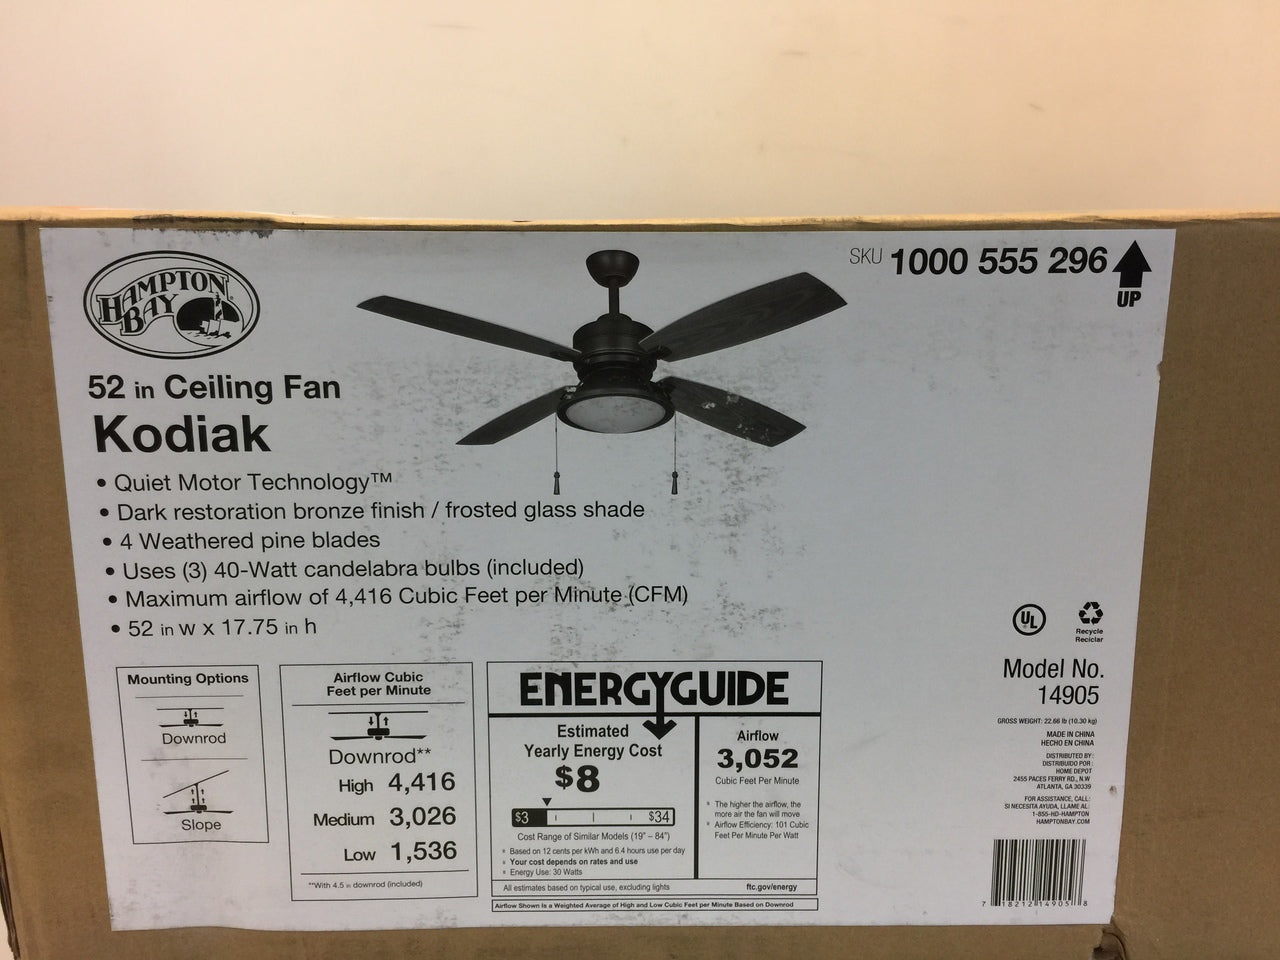 HAMPTON
BAY
SKU 1000 555 296
UP
52 in Ceiling Fan
Kodiak
• Quiet Motor Technology™
• Dark restoration bronze finish / frosted glass shade
• 4 Weathered pine blades
• Uses (3) 40-Watt candelabra bulbs (included)
• Maximum airflow of 4,416 Cubic Feet per Minute (CFM)
• 52 in w x 17.75 in h
Mounting Options
Downrod
Slope
Airflow Cubic
Feet per Minute
Downrod**
High 4,416
Medium 3,026
Low 1,536
**With 4.5 in downrod (included)
ENERGYGUIDE
Estimated
Yearly Energy Cost
$8
$3
$34
Cost Range of Similar Models (19" – 84")
* Based on 12 cents per kWh and 6.4 hours use per day
* Your cost depends on rates and use
* Energy Use: 30 Watts
All estimates based on typical use, excluding lights
Airflow
3,052
Cubic Feet Per Minute
* The higher the airflow, the
more air the fan will move
* Airflow Efficiency: 101 Cubic
Feet Per Minute Per Watt
ftc.gov/energy
Airflow Shown is a Weighted Average of High and Low Cubic Feet per Minute Based on Downrod
UL
Recycle
Reciclar
Model No.
14905
GROSS WEIGHT: 22.66 lb (10.30 kg)
MADE IN CHINA
HECHO EN CHINA
DISTRIBUTED BY:
DISTRIBUIDO POR :
HOME DEPOT
2455 PACES FERRY RD., N.W
ATLANTA, GA 30339
FOR ASSISTANCE, CALL:
SI NECESITA AYUDA, LLAME AL:
1-855-HD-HAMPTON
HAMPTONBAY.COM
7 18212 14905 8